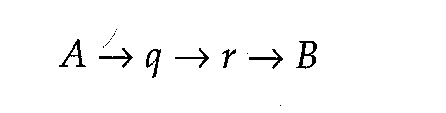 A → q → r → B